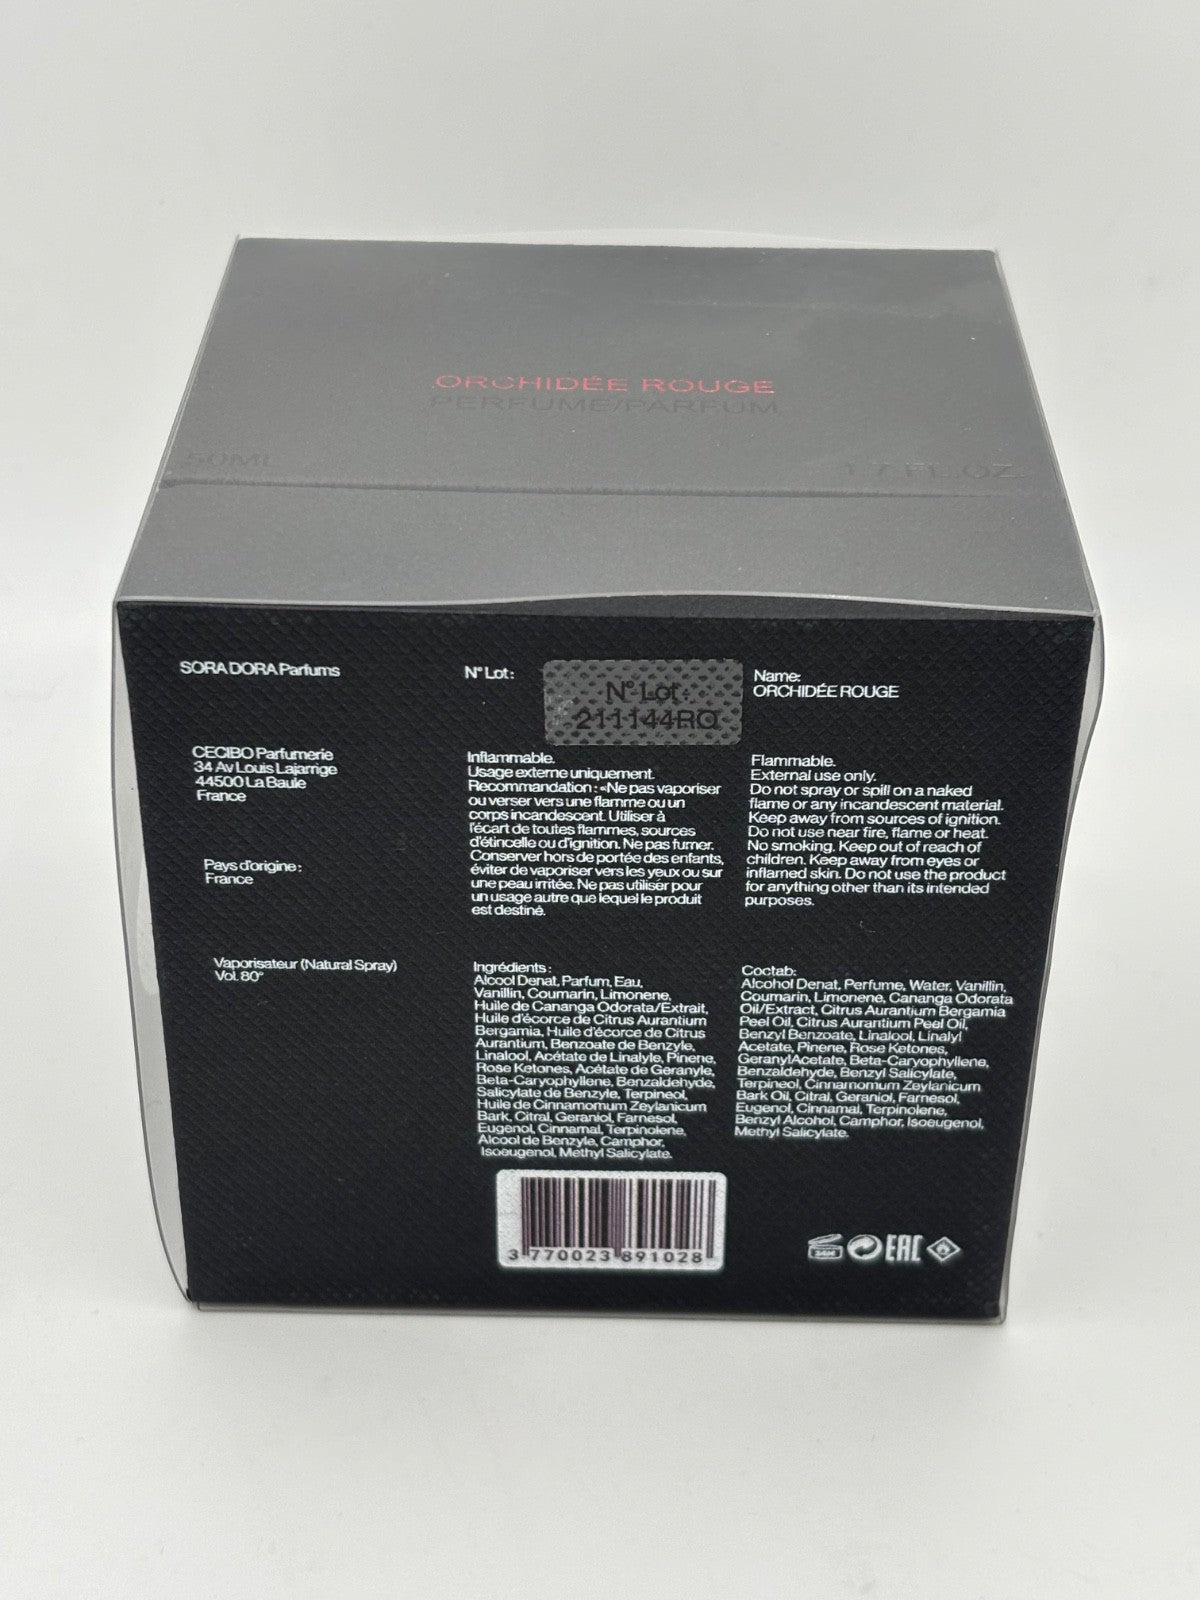 ORCHIDÉE ROUGE
PERFUME/PARFUM
50ML
1.7 FL.OZ
SORA DORA Parfums
CECIBO Parfumerie
34 Av Louis Lajarrige
44500 La Baule
France
Pays d'origine :
France
Vaporisateur (Natural Spray)
Vol. 80°
N° Lot :
N° Lot :
211144RO
Inflammable.
Usage externe uniquement.
Recommandation : «Ne pas vaporiser
ou verser vers une flamme ou un
corps incandescent. Utiliser à
l'écart de toutes flammes, sources
d'étincelle ou d'ignition. Ne pas fumer.
Conserver hors de portée des enfants,
éviter de vaporiser vers les yeux ou sur
une peau irritée. Ne pas utilisér pour
un usage autre que lequel le produit
est destiné.
Ingrédients :
Alcool Denat, Parfum, Eau,
Vanillin, Coumarin, Limonene,
Huile de Cananga Odorata/Extrait,
Huile d'écorce de Citrus Aurantium
Bergamia, Huile d'écorce de Citrus
Aurantium, Benzoate de Benzyle,
Linalool, Acétate de Linalyle, Pinene,
Rose Ketones, Acétate de Geranyle,
Beta-Caryophyllene, Benzaldehyde,
Salicylate de Benzyle, Terpineol,
Huile de Cinnamomum Zeylanicum
Bark, Citral, Geraniol, Farnesol,
Eugenol, Cinnamal, Terpinolene,
Alcool de Benzyle, Camphor,
Isoeugenol, Methyl Salicylate.
3 770023 891028
Name:
ORCHIDÉE ROUGE
Flammable.
External use only.
Do not spray or spill on a naked
flame or any incandescent material.
Keep away from sources of ignition.
Do not use near fire, flame or heat.
No smoking. Keep out of reach of
children. Keep away from eyes or
inflamed skin. Do not use the product
for anything other than its intended
purposes.
Coctab:
Alcohol Denat, Perfume, Water, Vanillin,
Coumarin, Limonene, Cananga Odorata
Oil/Extract, Citrus Aurantium Bergamia
Peel Oil, Citrus Aurantium Peel Oil,
Benzyl Benzoate, Linalool, Linalyl
Acetate, Pinene, Rose Ketones,
GeranylAcetate, Beta-Caryophyllene,
Benzaldehyde, Benzyl Salicylate,
Terpineol, Cinnamomum Zeylanicum
Bark Oil, Citral, Geraniol, Farnesol,
Eugenol, Cinnamal, Terpinolene,
Benzyl Alcohol, Camphor, Isoeugenol,
Methyl Salicylate.
24M
EAC